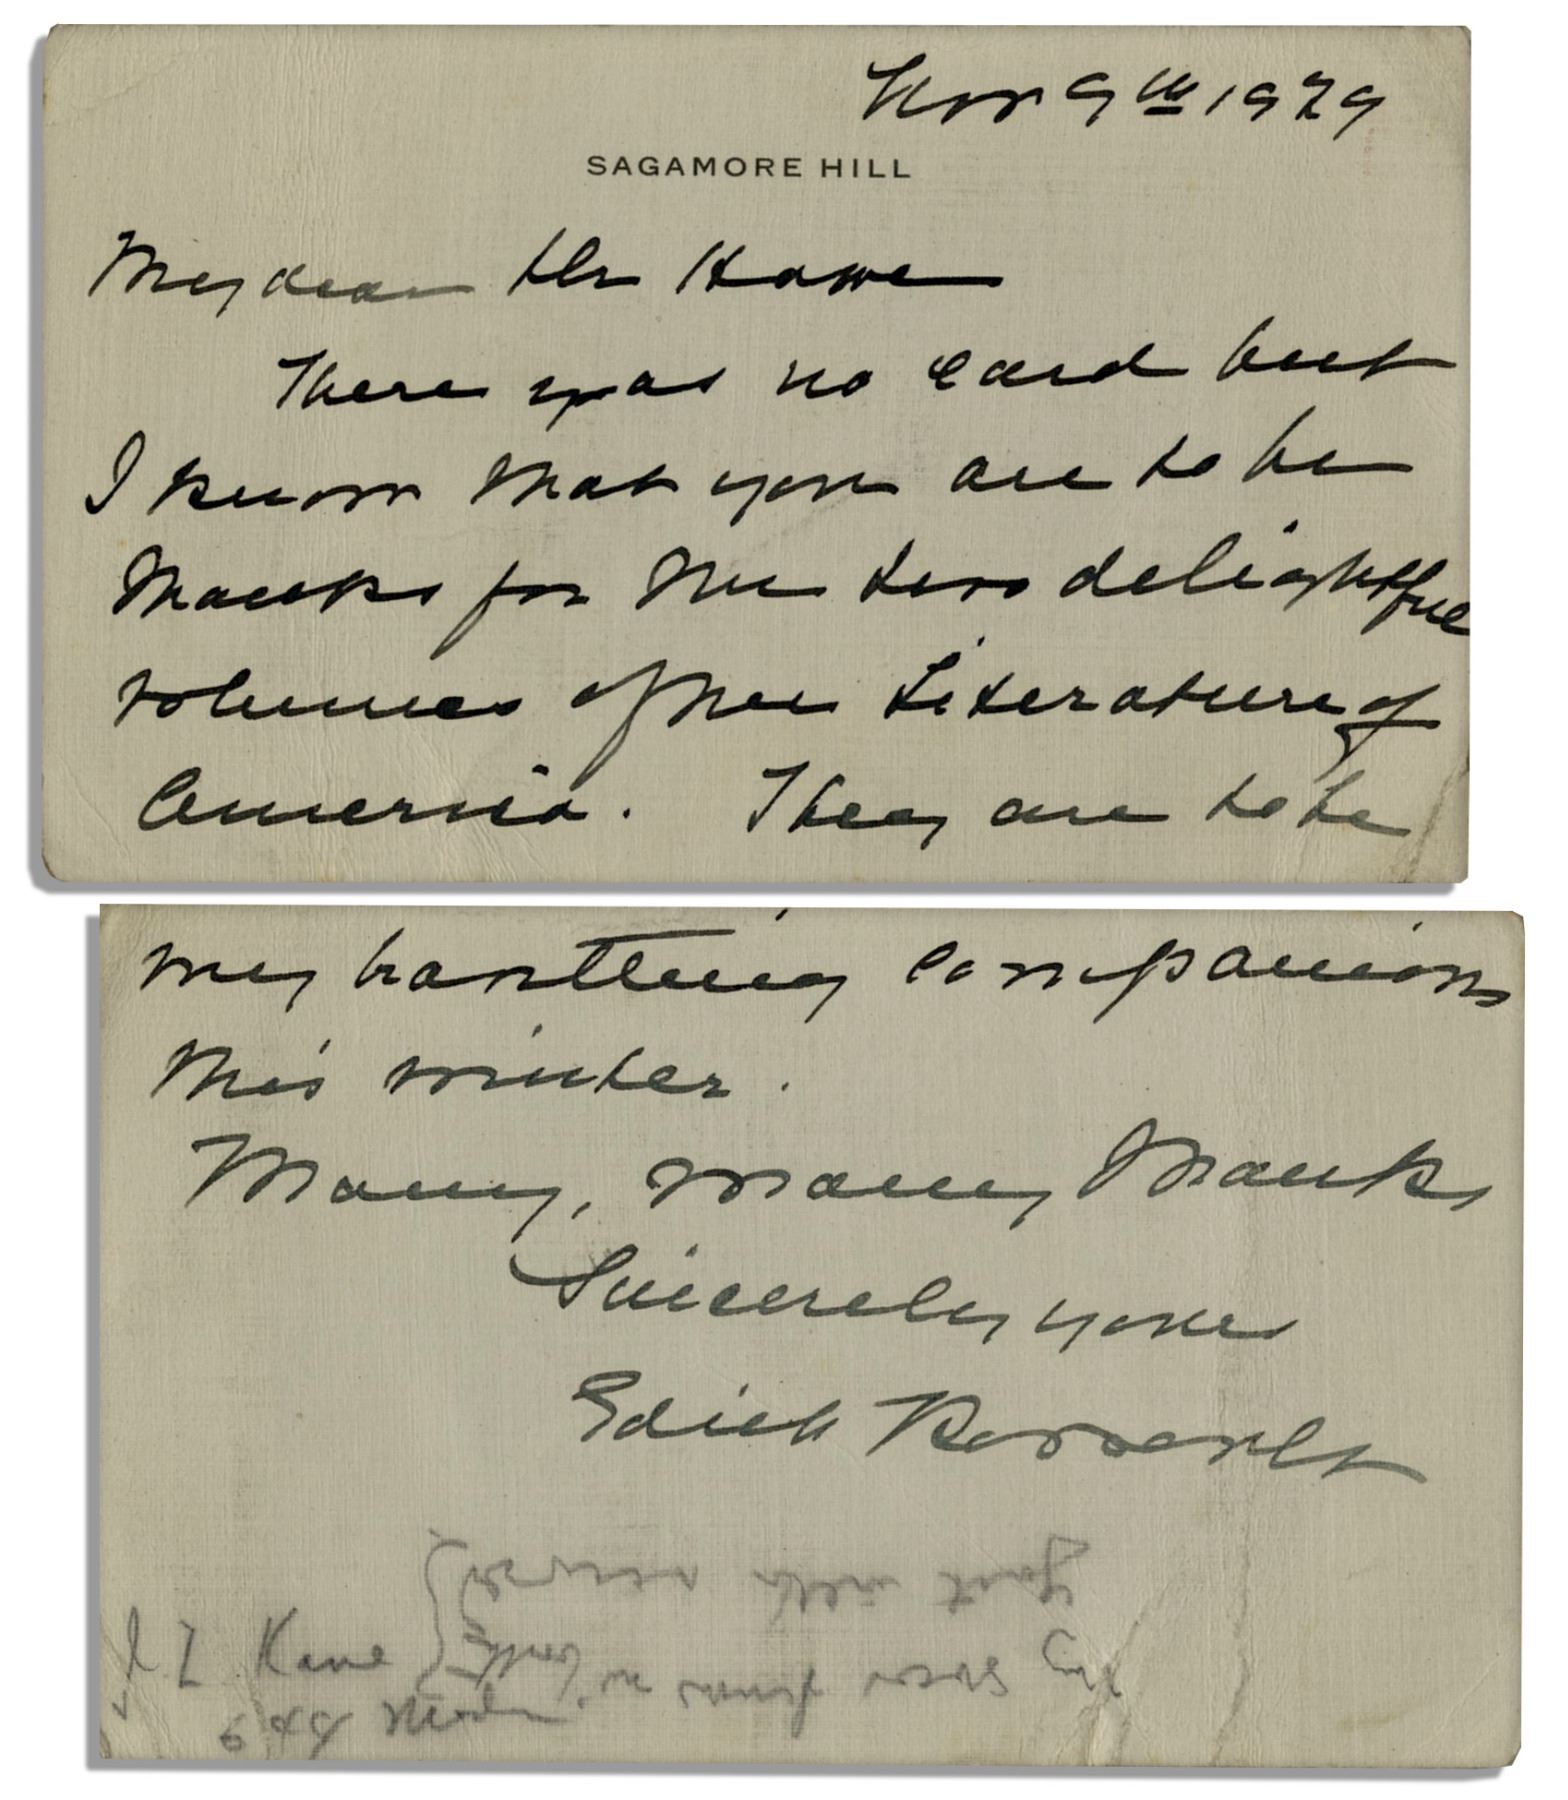 Nov 9th 1929
SAGAMORE HILL
My dear Mr Howe
There was no card but
I know that you are to be
thanks for the two delightful
volumes of the Literature of
America. They are to be
my companions
this winter.
Many, many thanks
Sincerely yours
Edith Roosevelt
Kane